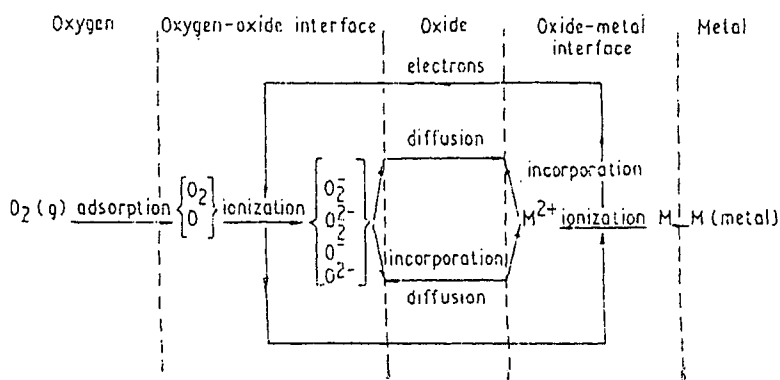 Oxygen Oxygen-oxide interface Oxide Oxide-metal interface Metal
electrons
diffusion
incorporation
O₂(g) adsorption {O₂ O} ionization {O₂⁻ O₂²⁻ O⁻ O²⁻} M²⁺ ionization M M (metal)
incorporation
diffusion